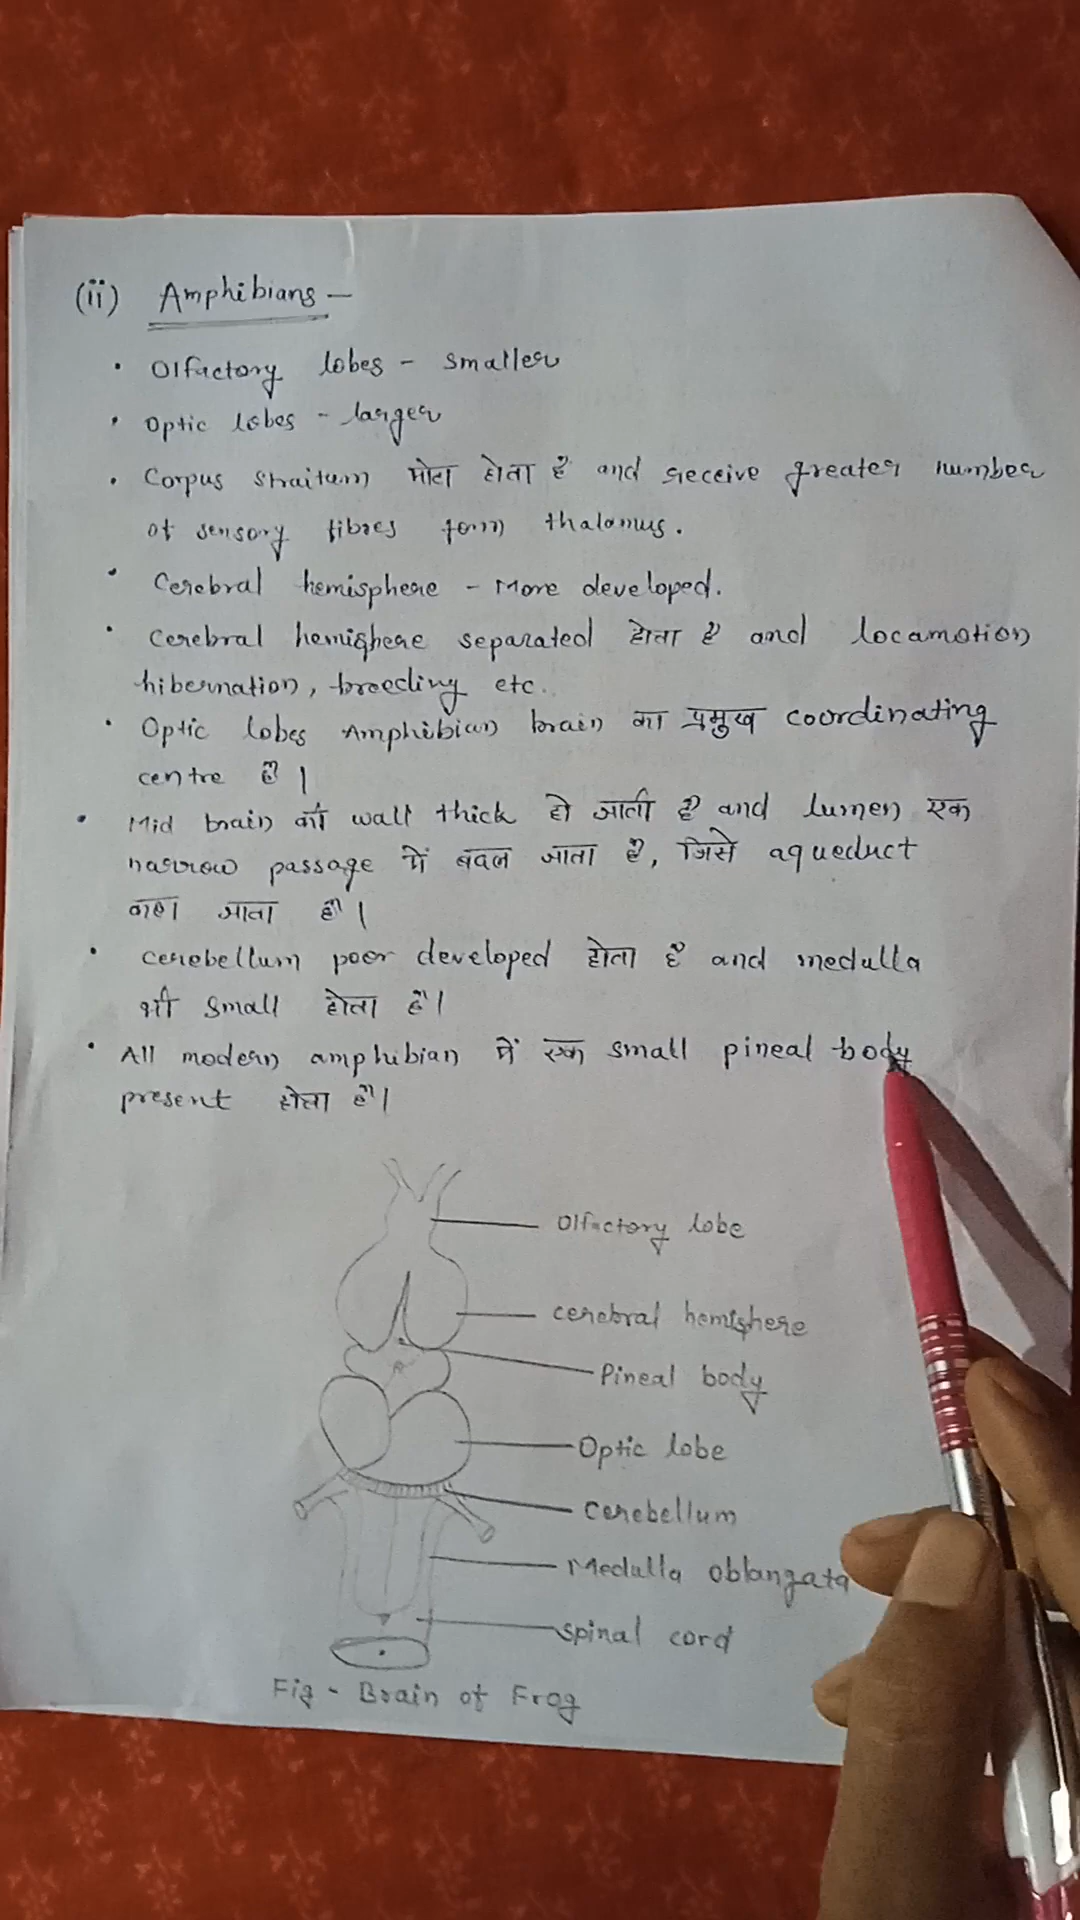 (ii) Amphibians -
• Olfactory lobes - smaller
• Optic lobes - larger
• Corpus straitum मोटा होता है and receive greater number
of sensory fibres form thalamus.
• Cerebral hemisphere - More developed.
• Cerebral hemishere separated होता है and locamotion
hibernation, breeding etc.
• Optic lobes Amphibian brain का प्रमुख coordinating
centre है।
• Mid brain की wall thick हो जाती है and lumen एक
narrow passage में बदल जाता है, जिसे aqueduct
कहा जाता है।
• cerebellum poor developed होता है and medulla
भी small होता है।
• All modern amphibian में एक small pineal body
present होता है।
Olfactory lobe
cerebral hemishere
Pineal body
Optic lobe
Cerebellum
Medulla oblangata
spinal cord
Fig - Brain of Frog